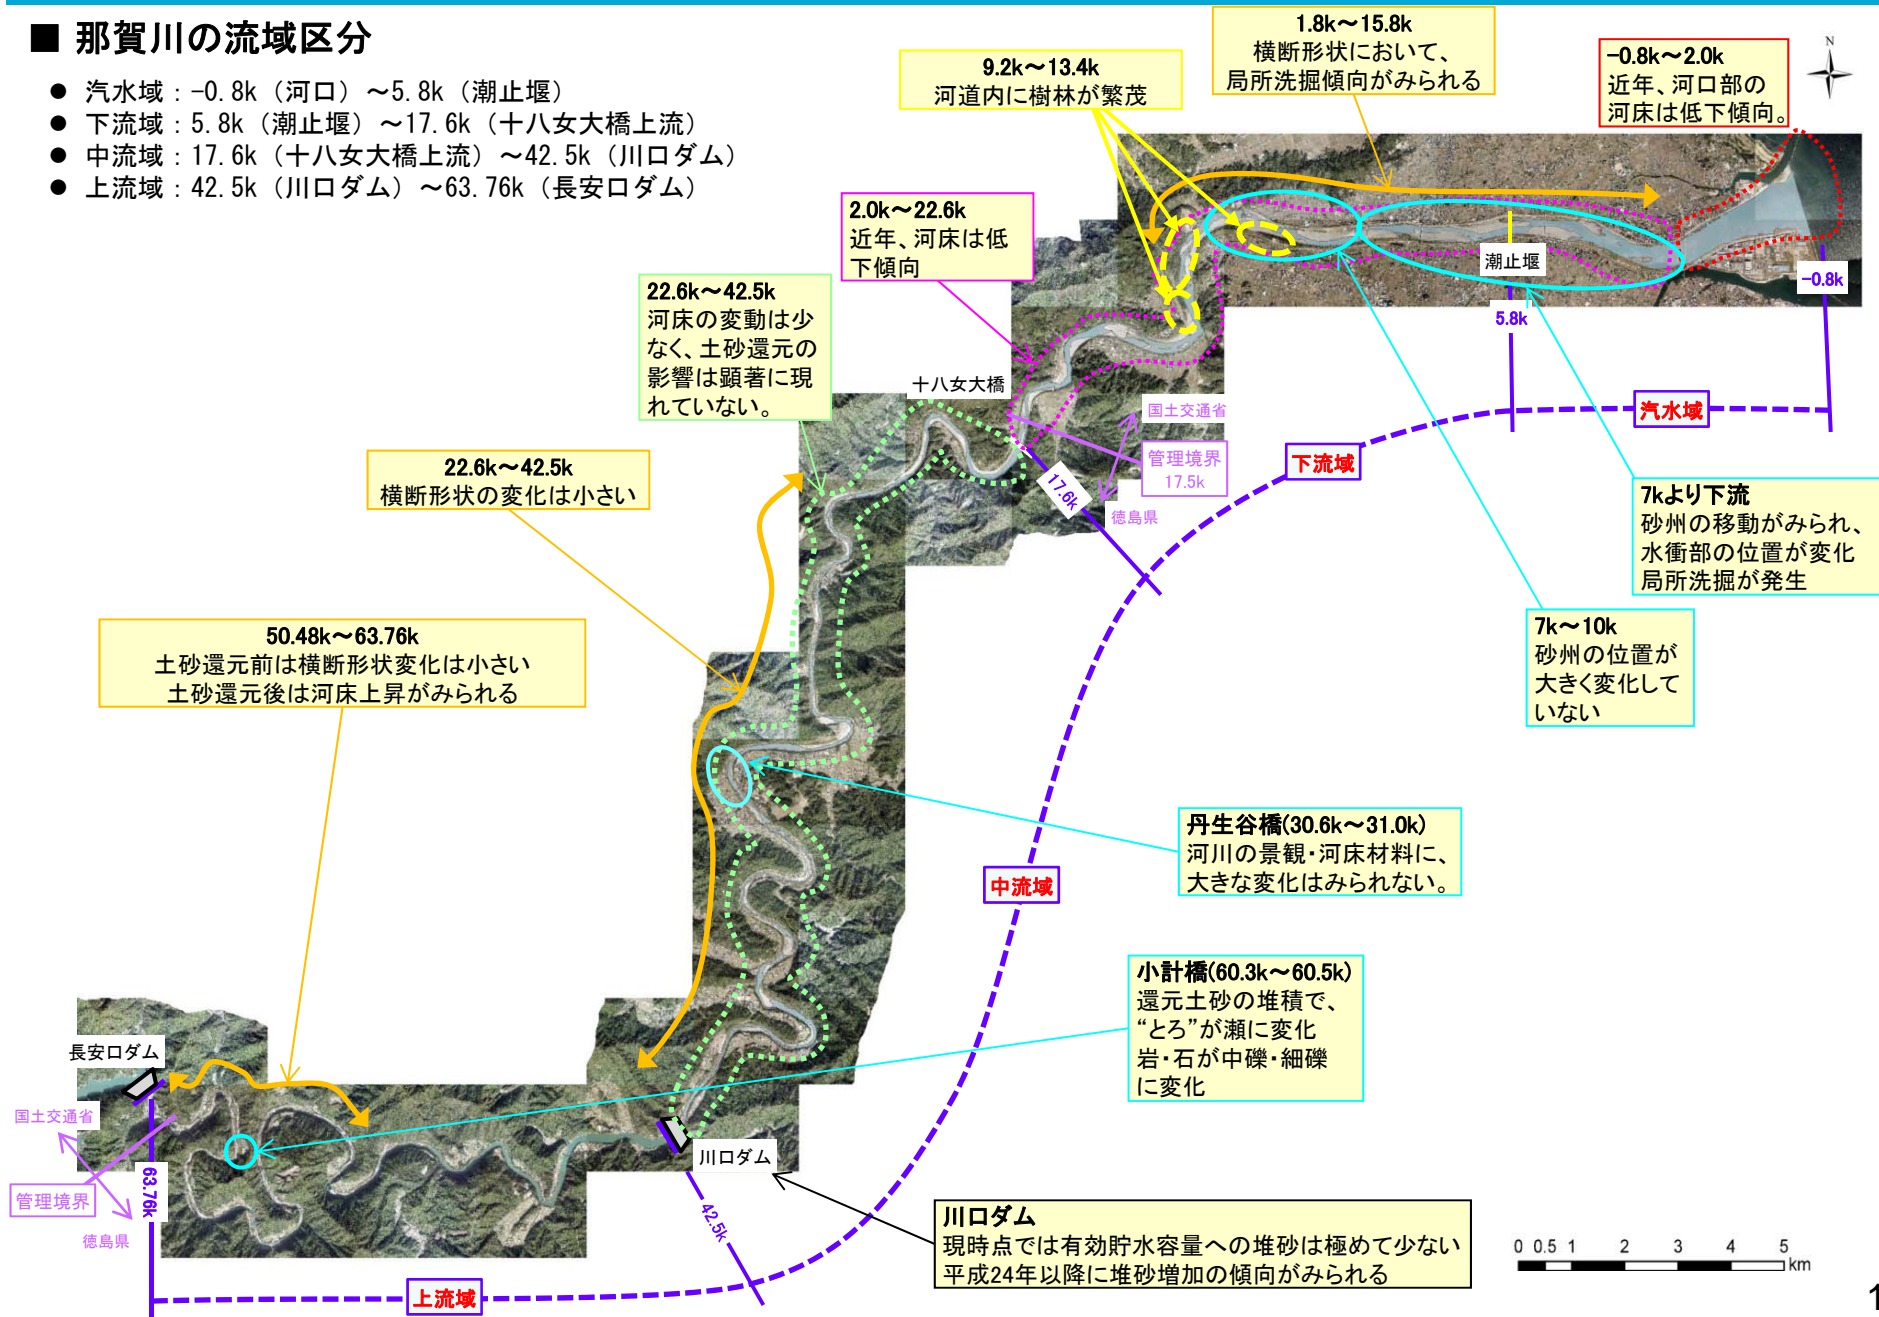 ■ 那賀川の流域区分
● 汽水域：-0.8k（河口）～5.8k（潮止堰）
● 下流域：5.8k（潮止堰）～17.6k（十八女大橋上流）
● 中流域：17.6k（十八女大橋上流）～42.5k（川口ダム）
● 上流域：42.5k（川口ダム）～63.76k（長安口ダム）
9.2k～13.4k
河道内に樹林が繁茂
1.8k～15.8k
横断形状において、
局所洗掘傾向がみられる
-0.8k～2.0k
近年、河口部の
河床は低下傾向。
N
2.0k～22.6k
近年、河床は低
下傾向
潮止堰
-0.8k
5.8k
22.6k～42.5k
河床の変動は少
なく、土砂還元の
影響は顕著に現
れていない。
十八女大橋
国土交通省
管理境界
17.5k
徳島県
17.6k
汽水域
下流域
22.6k～42.5k
横断形状の変化は小さい
7kより下流
砂州の移動がみられ、
水衝部の位置が変化
局所洗掘が発生
7k～10k
砂州の位置が
大きく変化して
いない
50.48k～63.76k
土砂還元前は横断形状変化は小さい
土砂還元後は河床上昇がみられる
丹生谷橋(30.6k～31.0k)
河川の景観・河床材料に、
大きな変化はみられない。
中流域
小計橋(60.3k～60.5k)
還元土砂の堆積で、
“とろ”が瀬に変化
岩・石が中礫・細礫
に変化
長安口ダム
国土交通省
管理境界
徳島県
63.76k
川口ダム
42.5k
川口ダム
現時点では有効貯水容量への堆砂は極めて少ない
平成24年以降に堆砂増加の傾向がみられる
上流域
0 0.5 1 2 3 4 5
km
1